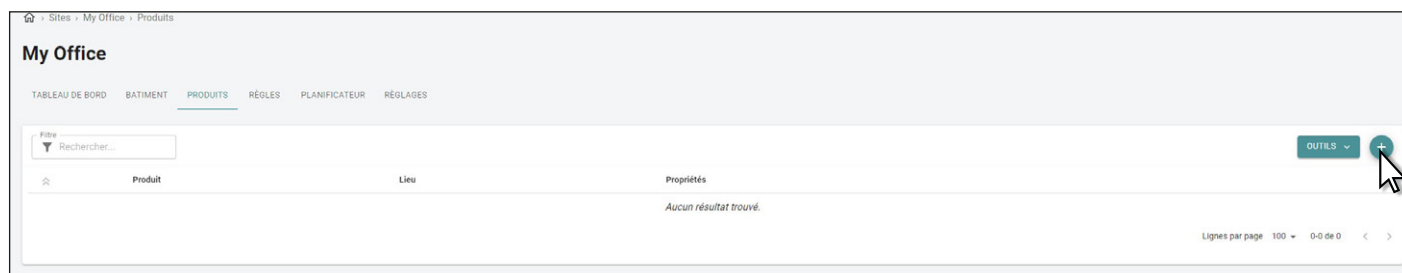 Sites › My Office › Produits
My Office
TABLEAU DE BORD BATIMENT PRODUITS RÈGLES PLANIFICATEUR RÉGLAGES
Filtre
Rechercher...
OUTILS
Produit Lieu Propriétés
Aucun résultat trouvé.
Lignes par page 100 0-0 de 0